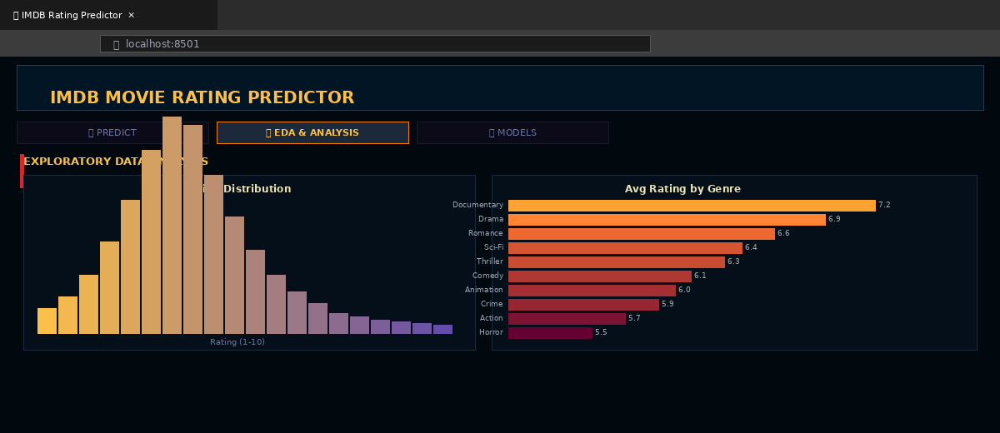 IMDB Rating Predictor ×
localhost:8501
IMDB MOVIE RATING PREDICTOR
PREDICT
EDA & ANALYSIS
MODELS
EXPLORATORY DATA
Distribution
Rating (1-10)
Avg Rating by Genre
Documentary 7.2
Drama 6.9
Romance 6.6
Sci-Fi 6.4
Thriller 6.3
Comedy 6.1
Animation 6.0
Crime 5.9
Action 5.7
Horror 5.5